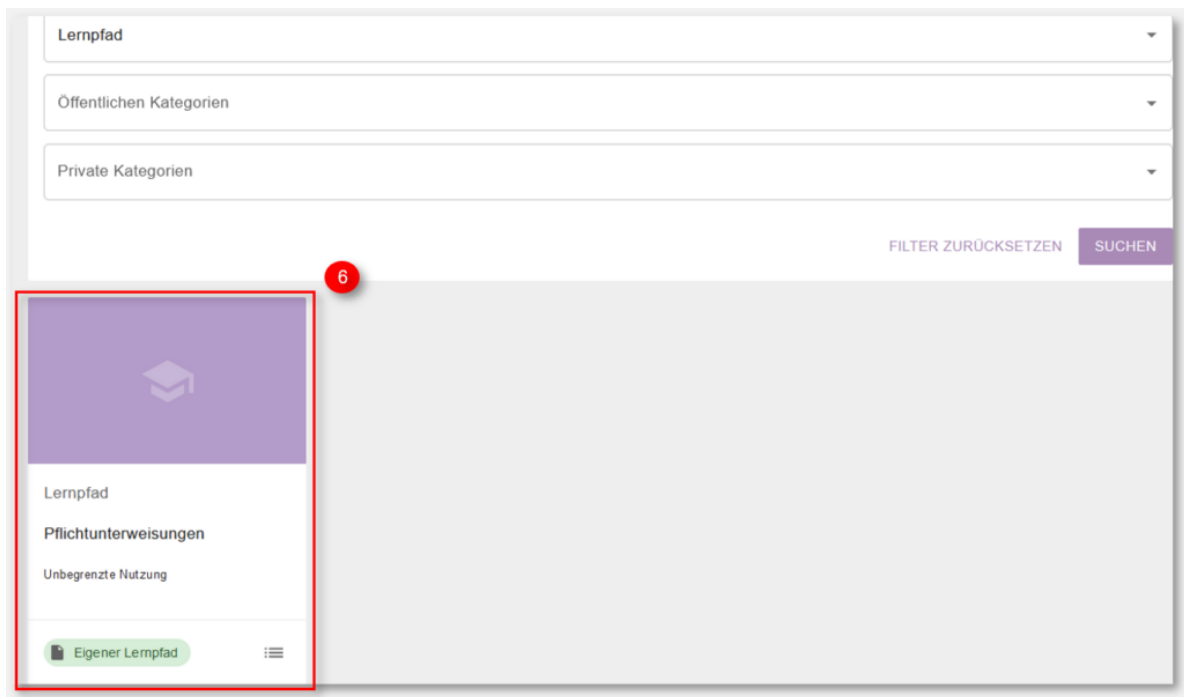 Lernpfad
Öffentlichen Kategorien
Private Kategorien
FILTER ZURÜCKSETZEN SUCHEN
6
Lernpfad
Pflichtunterweisungen
Unbegrenzte Nutzung
Eigener Lernpfad